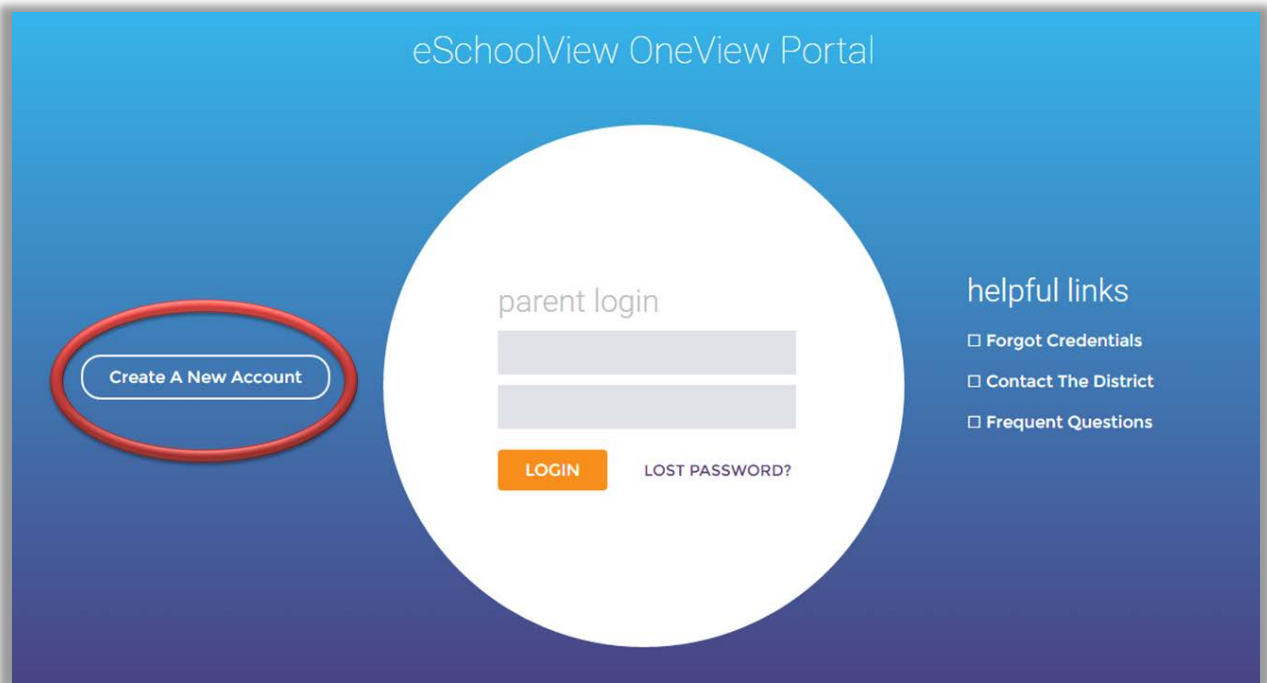 eSchoolView OneView Portal
Create A New Account
parent login
LOGIN
LOST PASSWORD?
helpful links
Forgot Credentials
Contact The District
Frequent Questions